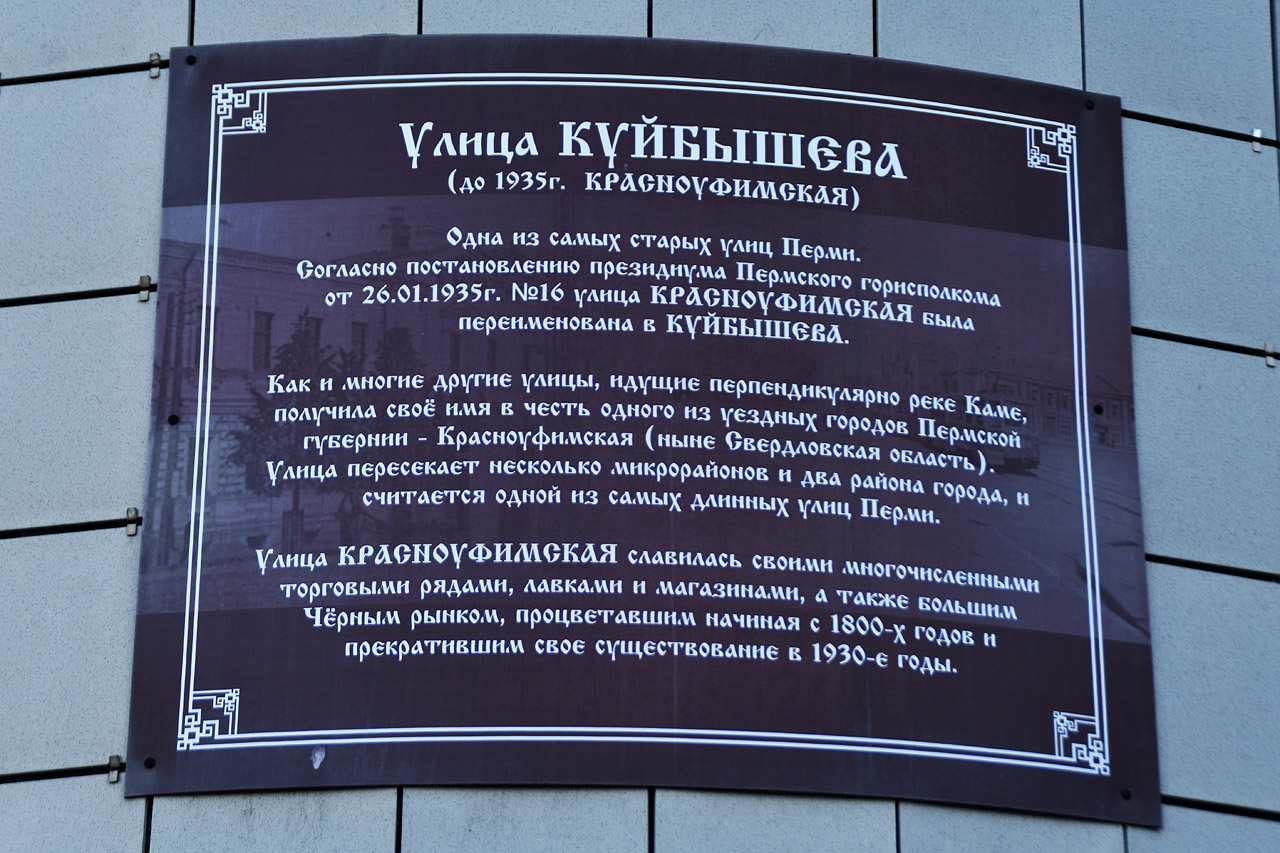 Улица КУЙБЫШЕВА
(до 1935г. КРАСНОУФИМСКАЯ)
Одна из самых старых улиц Перми.
Согласно постановлению президиума Пермского горисполкома
от 26.01.1935г. №16 улица КРАСНОУФИМСКАЯ была
переименована в КУЙБЫШЕВА.
Как и многие другие улицы, идущие перпендикулярно реке Каме,
получила своё имя в честь одного из уездных городов Пермской
губернии - Красноуфимская (ныне Свердловская область).
Улица пересекает несколько микрорайонов и два района города, и
считается одной из самых длинных улиц Перми.
Улица КРАСНОУФИМСКАЯ славилась своими многочисленными
торговыми рядами, лавками и магазинами, а также большим
Чёрным рынком, процветавшим начиная с 1800-х годов и
прекратившим свое существование в 1930-е годы.